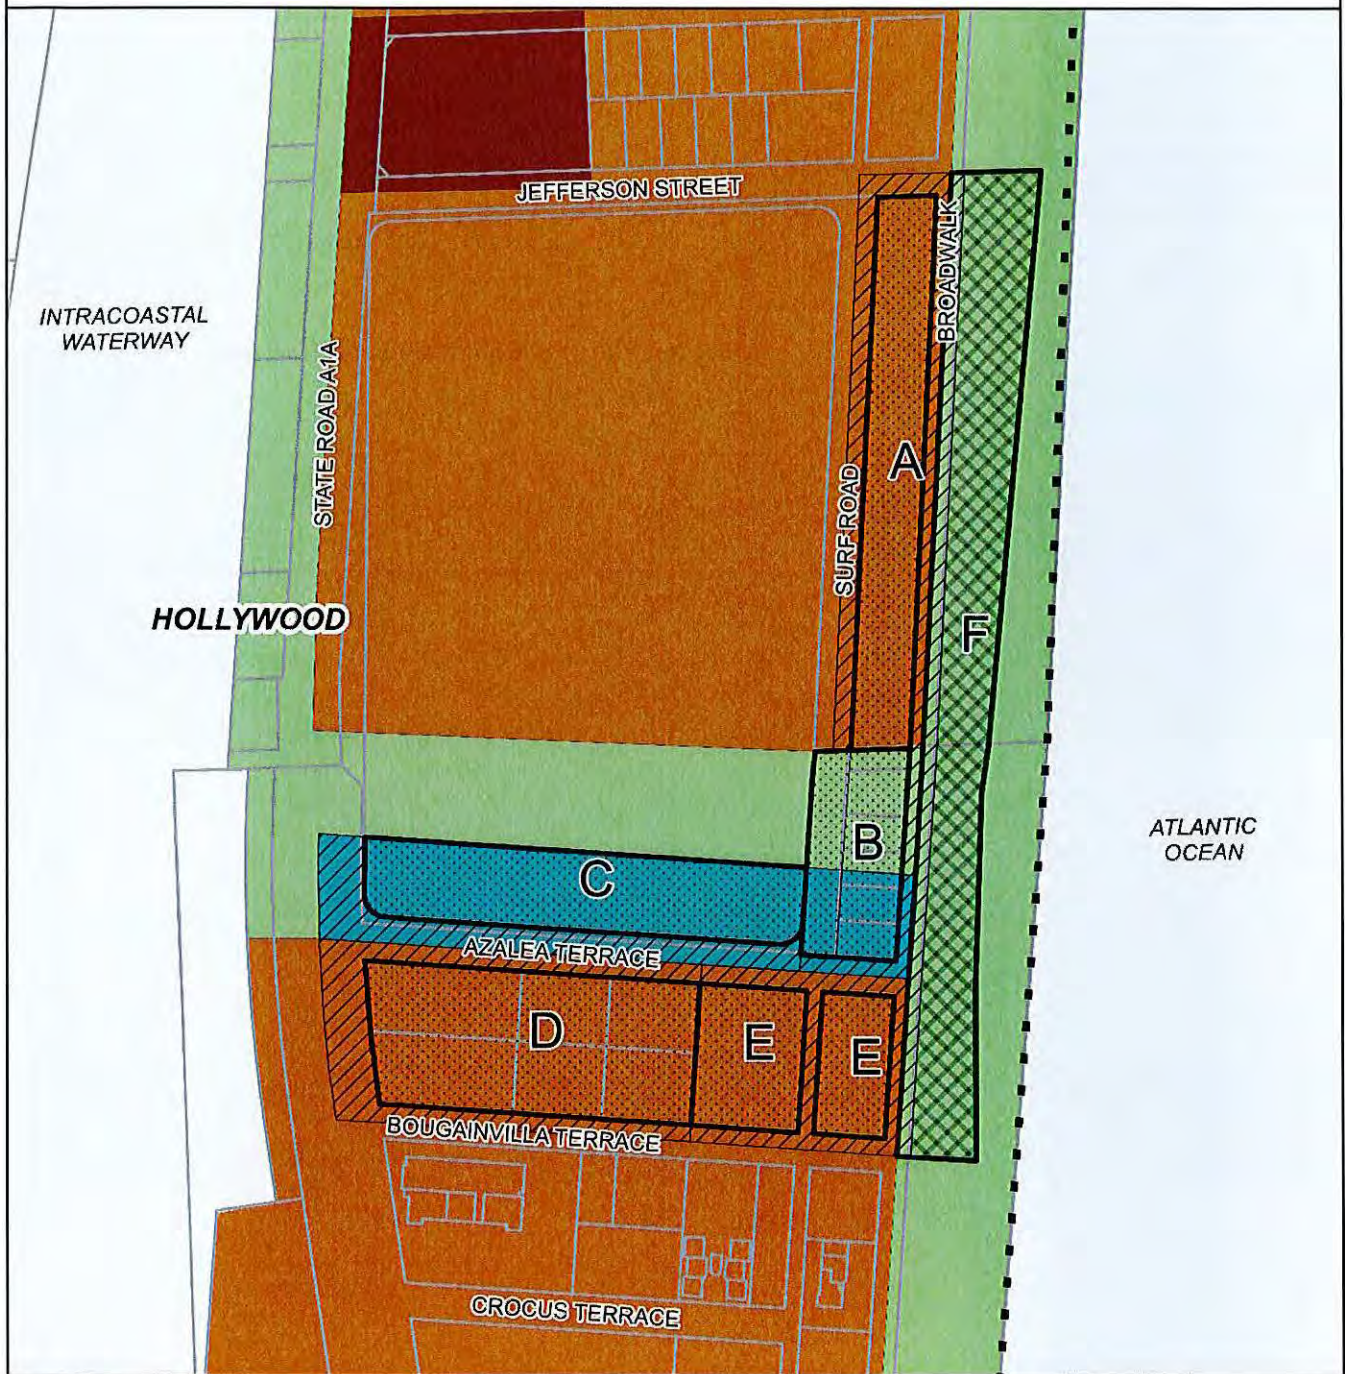 JEFFERSON STREET
BROADWALK
INTRACOASTAL
WATERWAY
STATE ROAD A1A
A
SURF ROAD
HOLLYWOOD
F
B
ATLANTIC
OCEAN
C
AZALEA TERRACE
D
E
E
BOUGAINVILLA TERRACE
CROCUS TERRACE